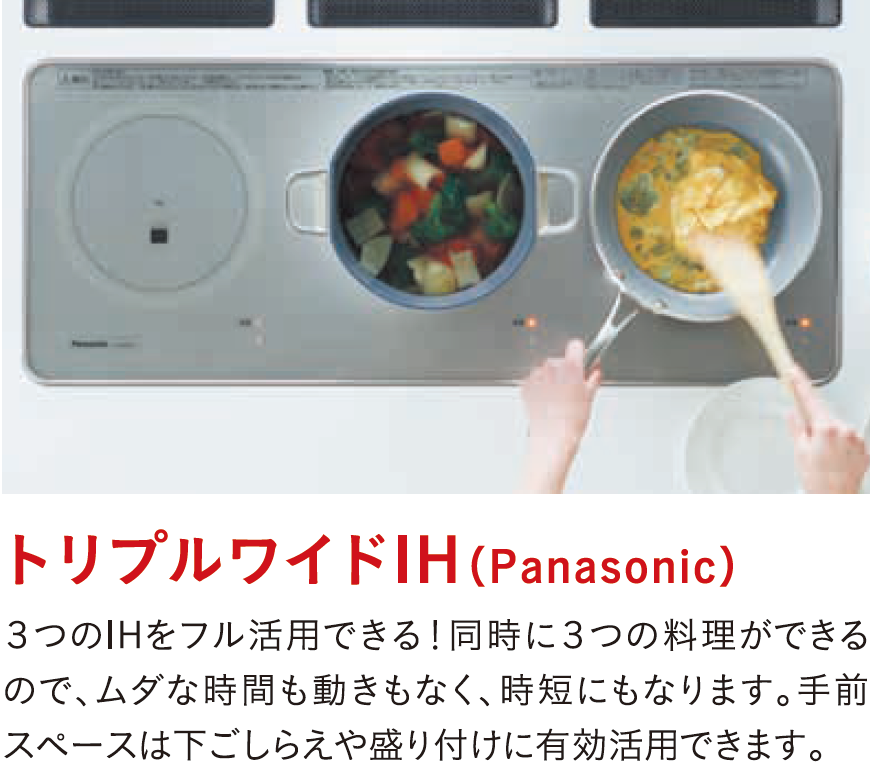 Panasonic
トリプルワイドIH(Panasonic)
3つのIHをフル活用できる!同時に3つの料理ができる
ので、ムダな時間も動きもなく、時短にもなります。手前
スペースは下ごしらえや盛り付けに有効活用できます。